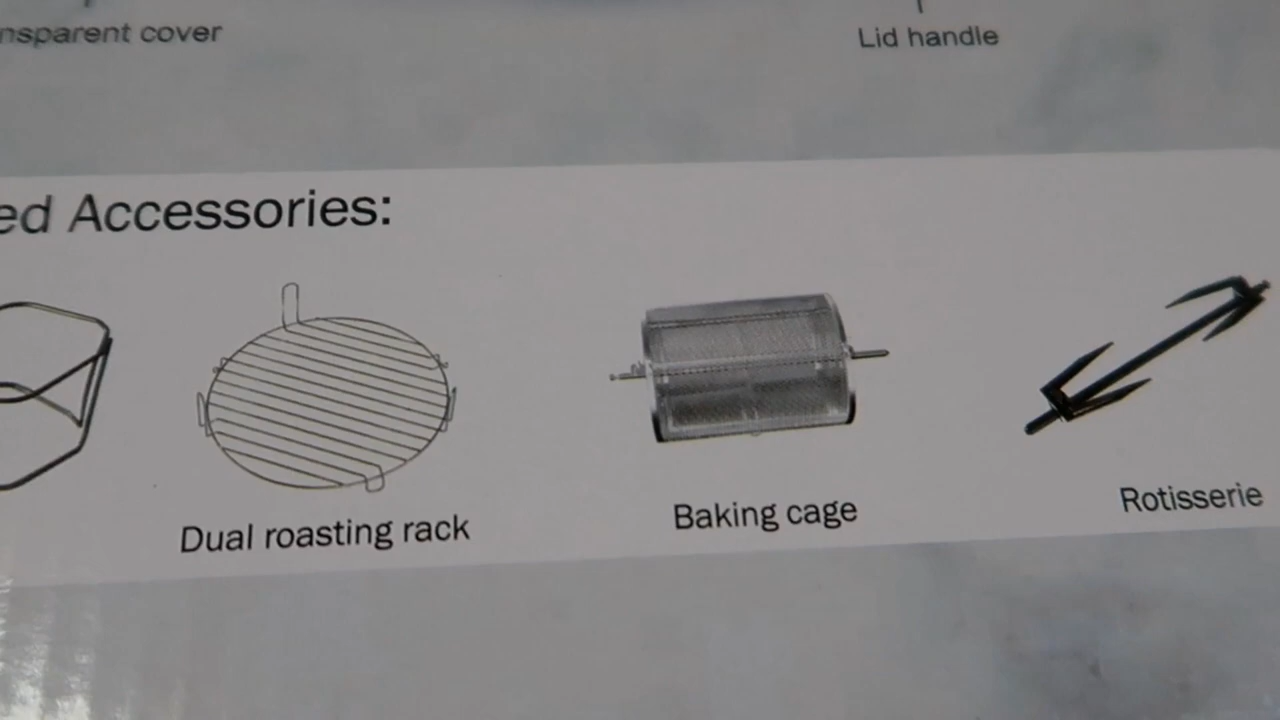 nsparent cover
Lid handle
ed Accessories:
Dual roasting rack
Baking cage
Rotisserie